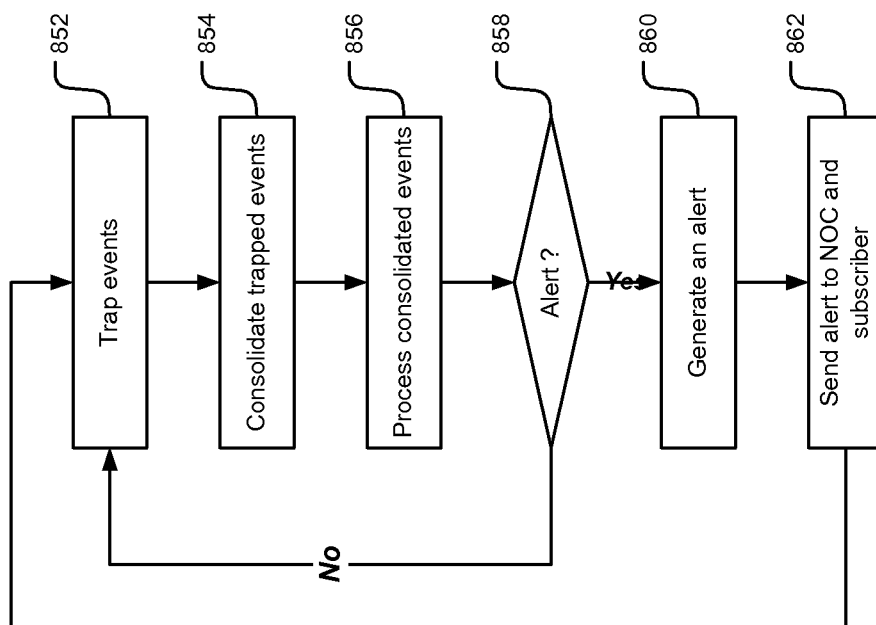 852
Trap events
854
Consolidate trapped events
856
Process consolidated events
858
Alert ?
Yes
No
860
Generate an alert
862
Send alert to NOC and
subscriber